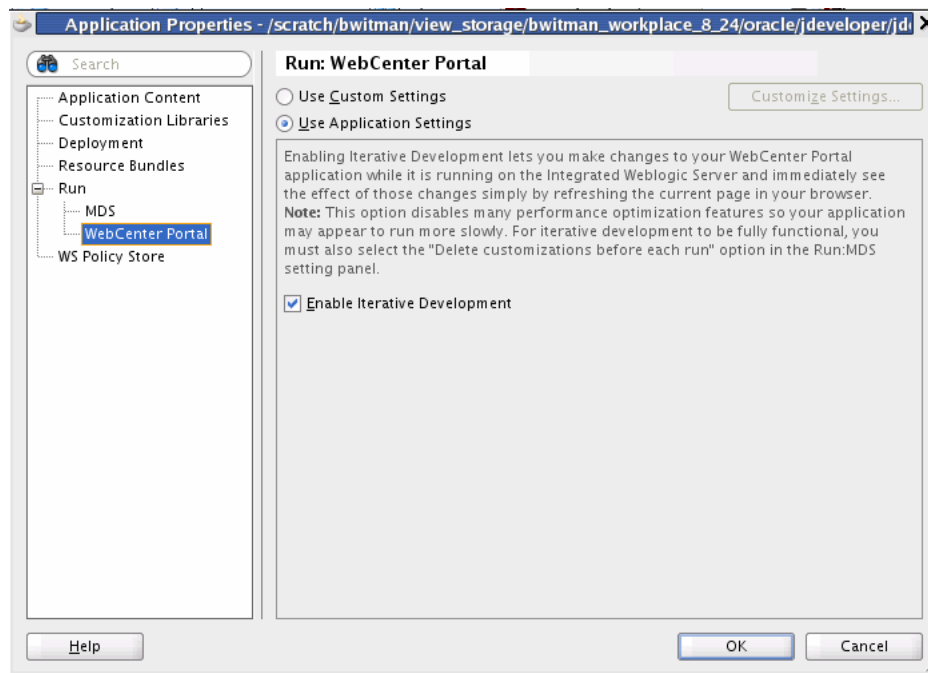 Application Properties - /scratch/bwitman/view_storage/bwitman_workplace_8_24/oracle/jdeveloper/jd
Search
Application Content
Customization Libraries
Deployment
Resource Bundles
Run
MDS
WebCenter Portal
WS Policy Store
Run: WebCenter Portal
Use Custom Settings
Customize Settings...
Use Application Settings
Enabling Iterative Development lets you make changes to your WebCenter Portal
application while it is running on the Integrated Weblogic Server and immediately see
the effect of those changes simply by refreshing the current page in your browser.
Note: This option disables many performance optimization features so your application
may appear to run more slowly. For iterative development to be fully functional, you
must also select the "Delete customizations before each run" option in the Run:MDS
setting panel.
Enable Iterative Development
Help
OK
Cancel